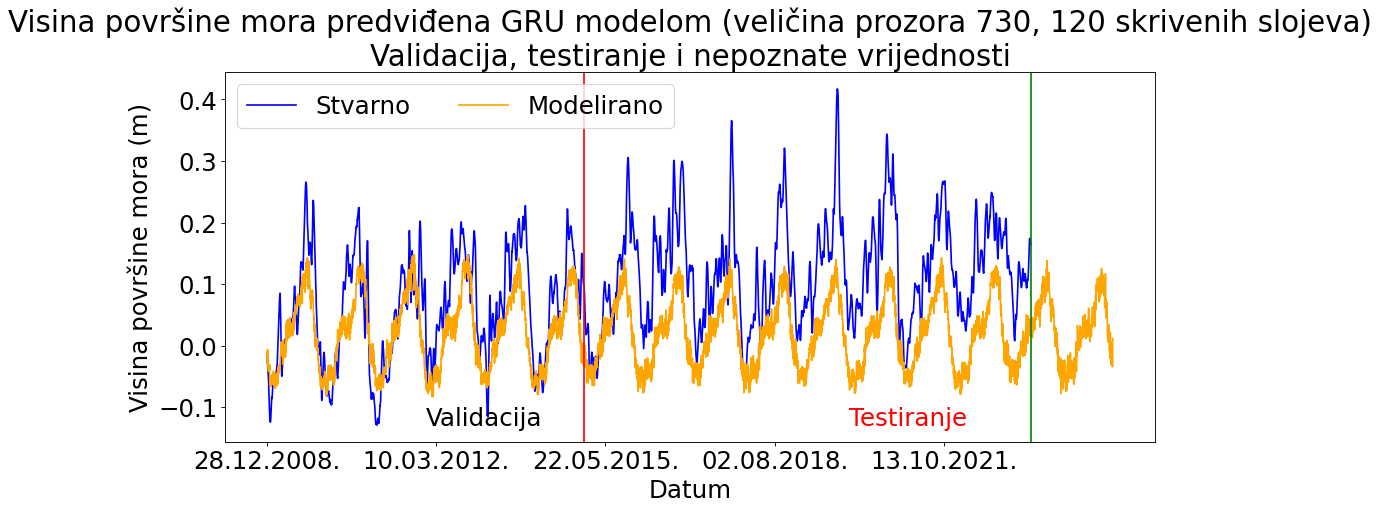 Visina površine mora predviđena GRU modelom (veličina prozora 730, 120 skrivenih slojeva)
Validacija, testiranje i nepoznate vrijednosti
Stvarno
Modelirano
Visina površine mora (m)
0.4
0.3
0.2
0.1
0.0
−0.1
Validacija
Testiranje
28.12.2008.
10.03.2012.
22.05.2015.
02.08.2018.
13.10.2021.
Datum